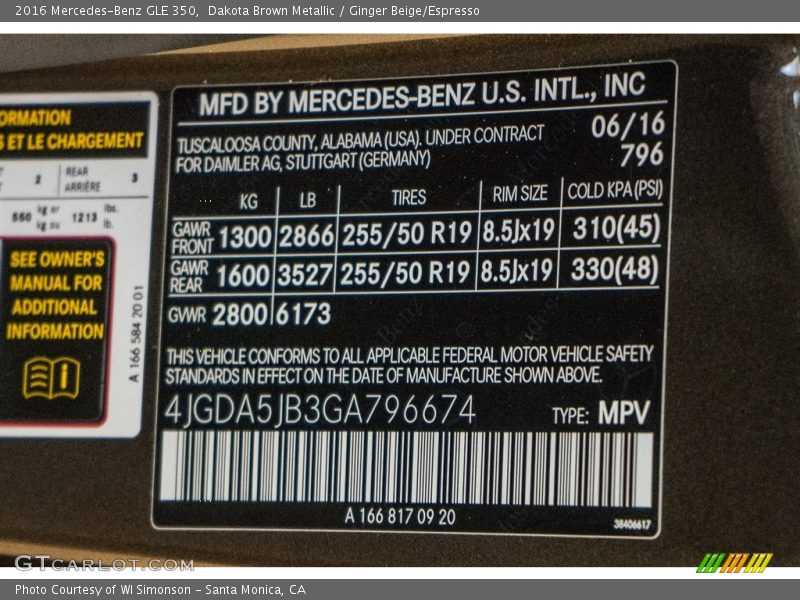 2016 Mercedes-Benz GLE 350,  Dakota Brown Metallic / Ginger Beige/Espresso
ORMATION
S ET LE CHARGEMENT
2 REAR ARRIÈRE 3
560 kg or kg ou 1213 lbs. lb.
SEE OWNER'S
MANUAL FOR
ADDITIONAL
INFORMATION
A 166 584 20 01
MFD BY MERCEDES-BENZ U.S. INTL., INC
TUSCALOOSA COUNTY, ALABAMA (USA). UNDER CONTRACT 06/16
FOR DAIMLER AG, STUTTGART (GERMANY) 796
KG LB TIRES RIM SIZE COLD KPA(PSI)
GAWR FRONT 1300 2866 255/50 R19 8.5Jx19 310(45)
GAWR REAR 1600 3527 255/50 R19 8.5Jx19 330(48)
GWR 2800 6173
THIS VEHICLE CONFORMS TO ALL APPLICABLE FEDERAL MOTOR VEHICLE SAFETY
STANDARDS IN EFFECT ON THE DATE OF MANUFACTURE SHOWN ABOVE.
4JGDA5JB3GA796674 TYPE: MPV
A 166 817 09 20
38406617
GTCARLOT.COM
Photo Courtesy of WI Simonson - Santa Monica, CA